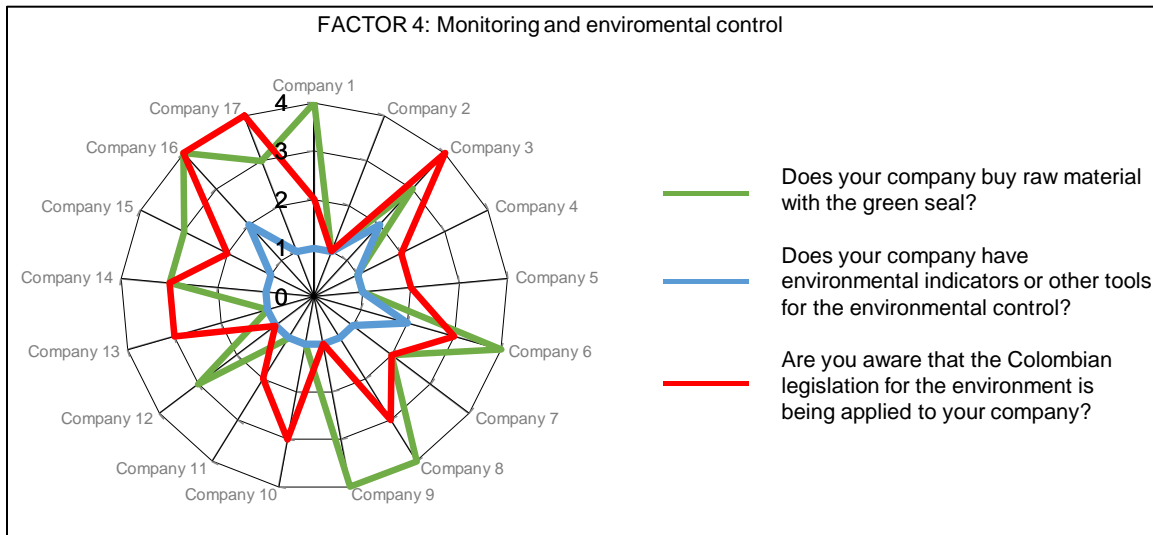 FACTOR 4: Monitoring and enviromental control
Company 1
Company 2
Company 3
Company 4
Company 5
Company 6
Company 7
Company 8
Company 9
Company 10
Company 11
Company 12
Company 13
Company 14
Company 15
Company 16
Company 17
4
3
2
1
0
Does your company buy raw material
with the green seal?
Does your company have
environmental indicators or other tools
for the environmental control?
Are you aware that the Colombian
legislation for the environment is
being applied to your company?